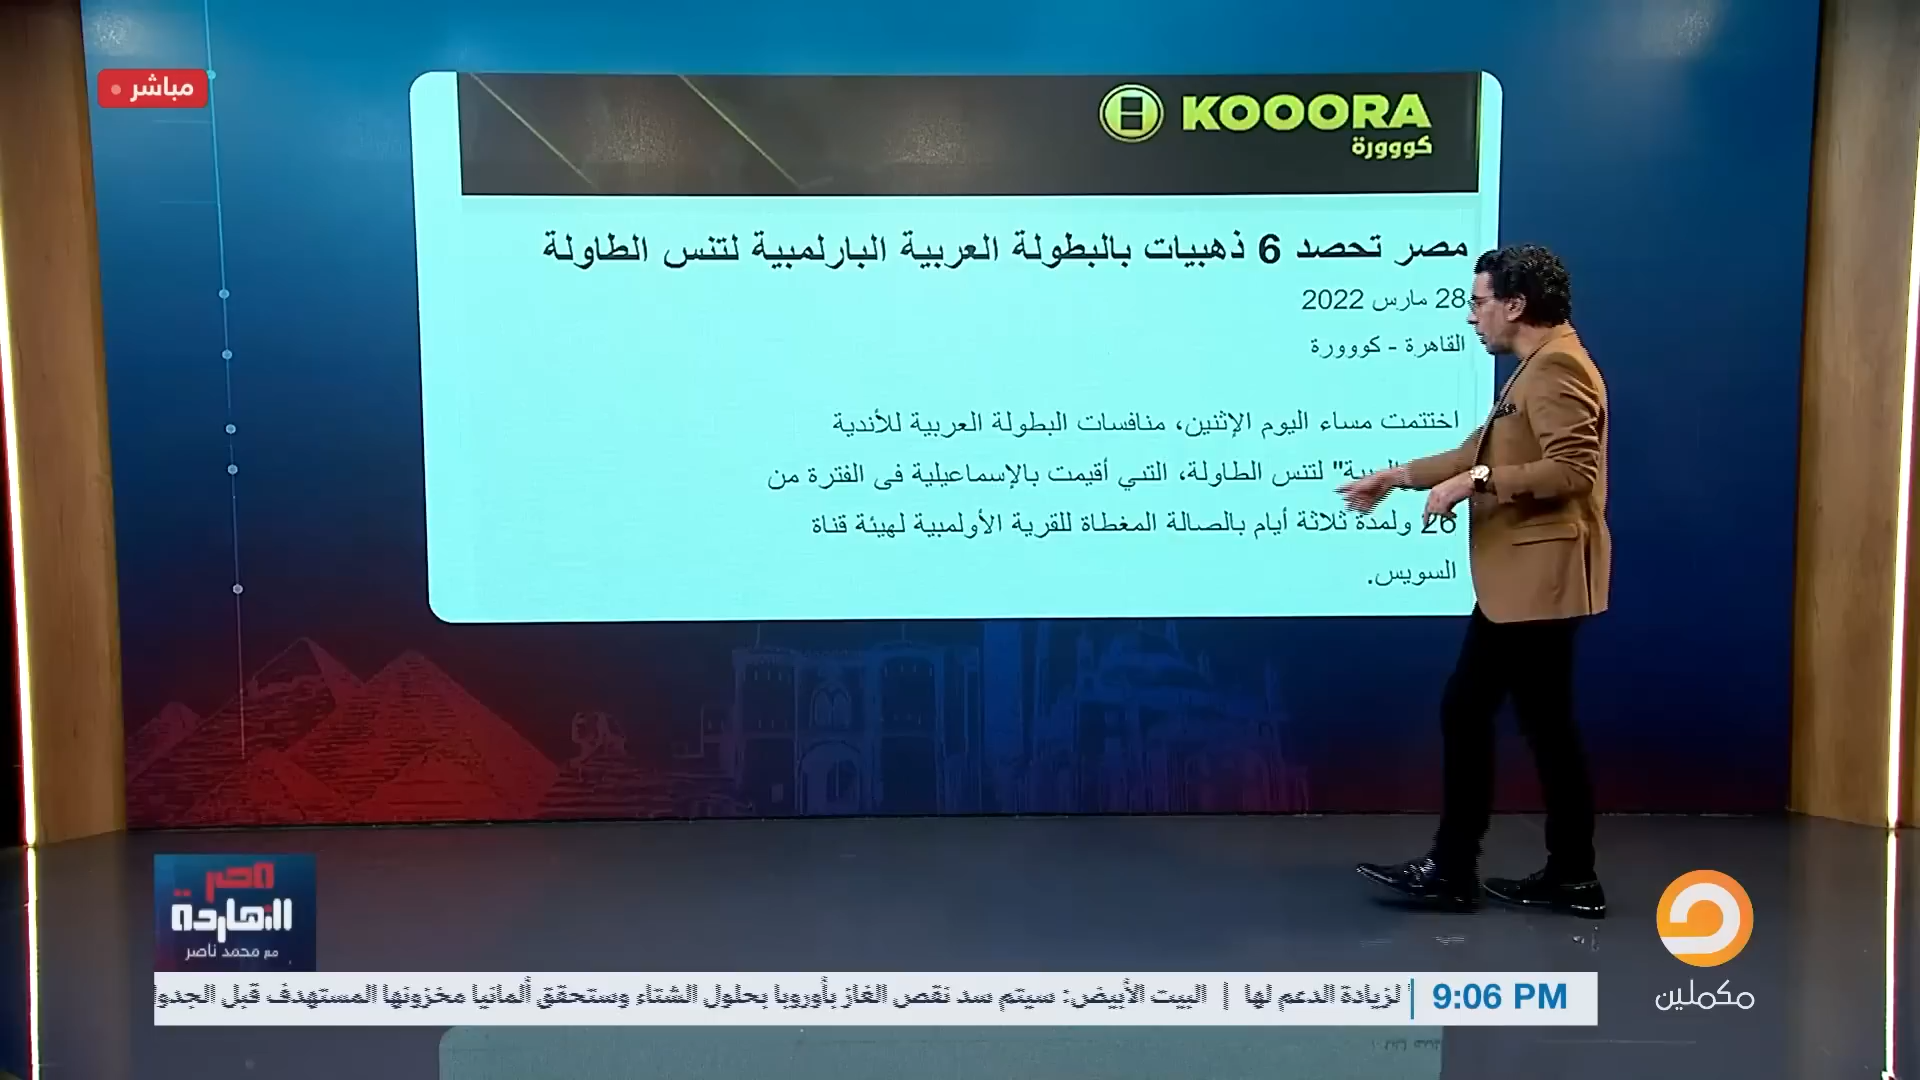 مباشر
KOOORA
كووورة
مصر تحصد 6 ذهبيات بالبطولة العربية البارلمبية لتنس الطاولة
28 مارس 2022
القاهرة - كووورة
اختتمت مساء اليوم الإثنين، منافسات البطولة العربية للأندية
لتنس الطاولة، التي أقيمت بالإسماعيلية فى الفترة من
26 ولمدة ثلاثة أيام بالصالة المغطاة للقرية الأولمبية لهيئة قناة
السويس.
مصر
النهاردة
مع محمد ناصر
لزيادة الدعم لها | البيت الأبيض: سيتم سد نقص الغاز بأوروبا بحلول الشتاء وستحقق ألمانيا مخزونها المستهدف قبل
9:06 PM
مكملين